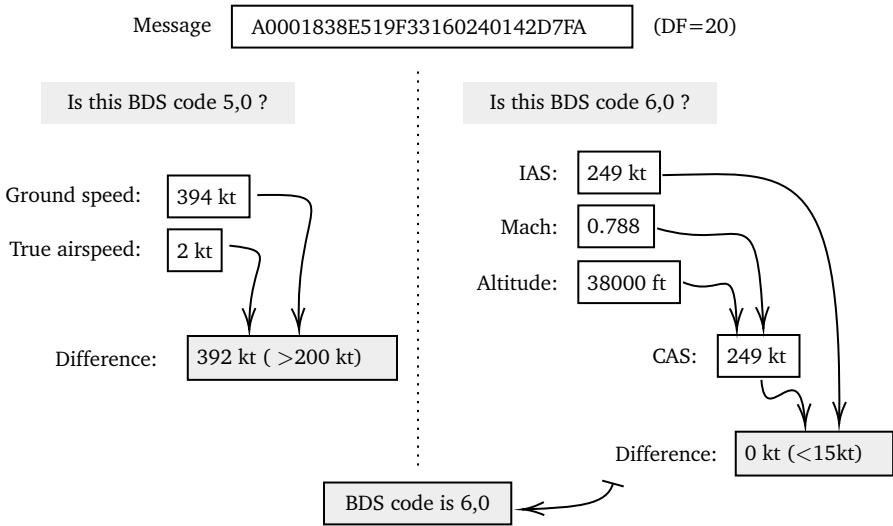 Message A0001838E519F33160240142D7FA (DF=20)
Is this BDS code 5,0 ?
Ground speed: 394 kt
True airspeed: 2 kt
Difference: 392 kt ( >200 kt)
Is this BDS code 6,0 ?
IAS: 249 kt
Mach: 0.788
Altitude: 38000 ft
CAS: 249 kt
Difference: 0 kt (<15kt)
BDS code is 6,0